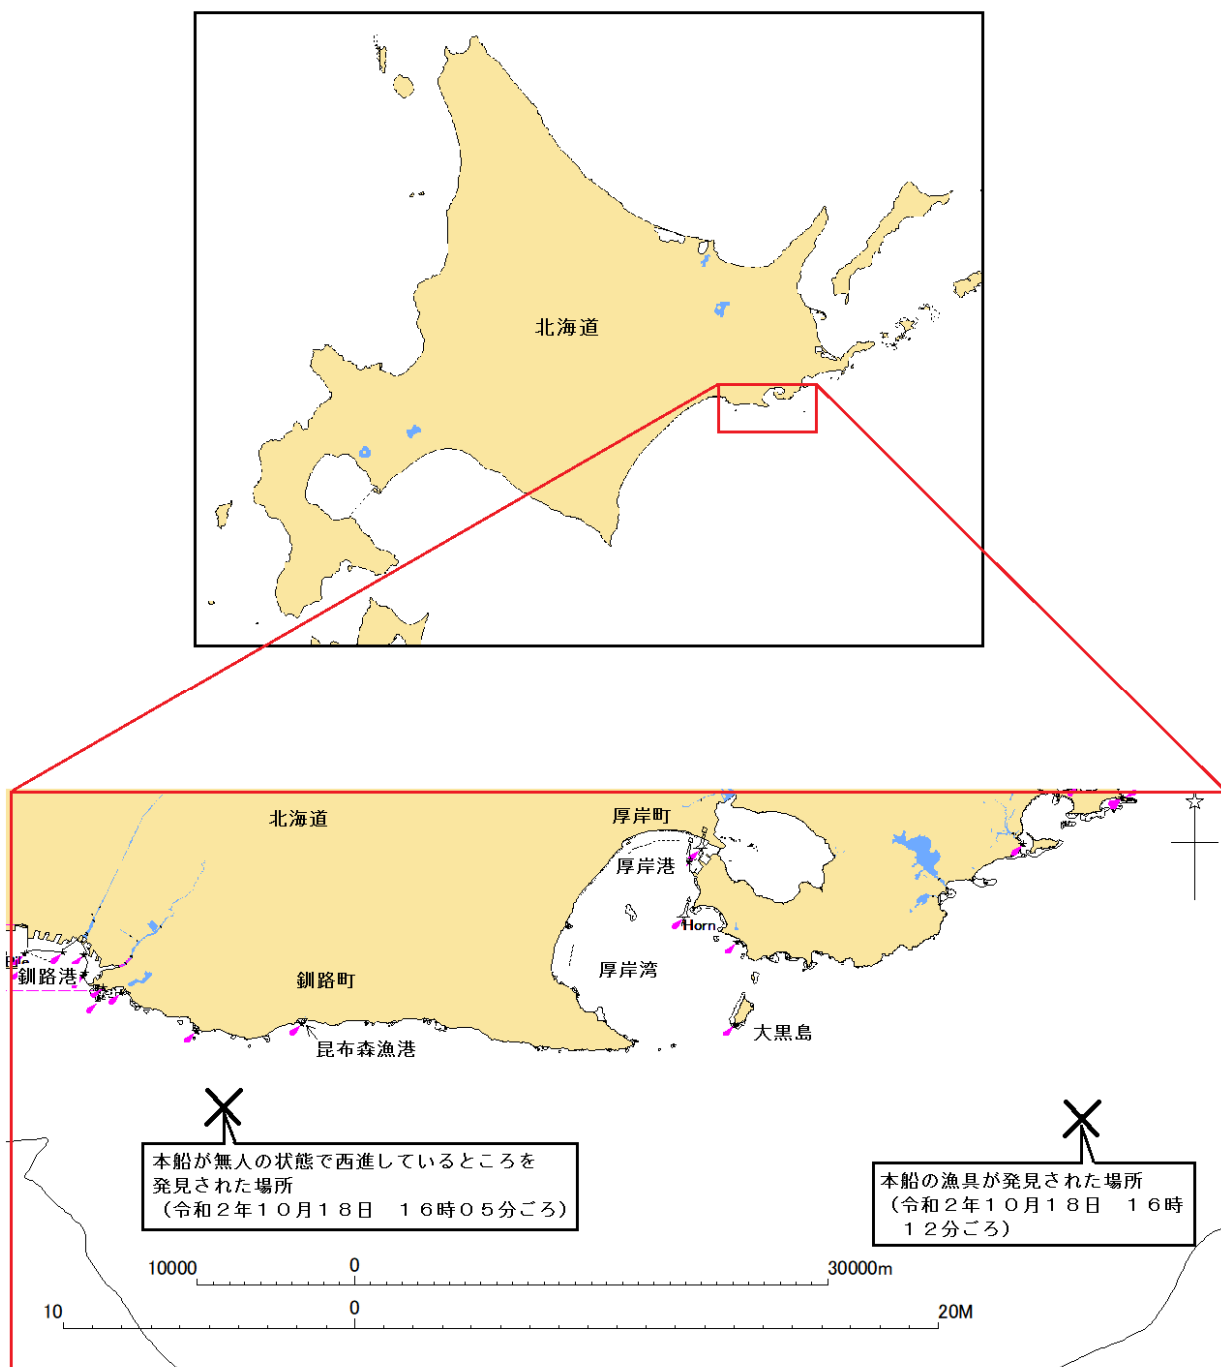 北海道
北海道
厚岸町
厚岸港
Horn
釧路港
釧路町
厚岸湾
大黒島
昆布森漁港
本船が無人の状態で西進しているところを
発見された場所
（令和２年１０月１８日　１６時０５分ごろ）
本船の漁具が発見された場所
（令和２年１０月１８日　１６時
１２分ごろ）
10000 0 30000m
10 0 20M